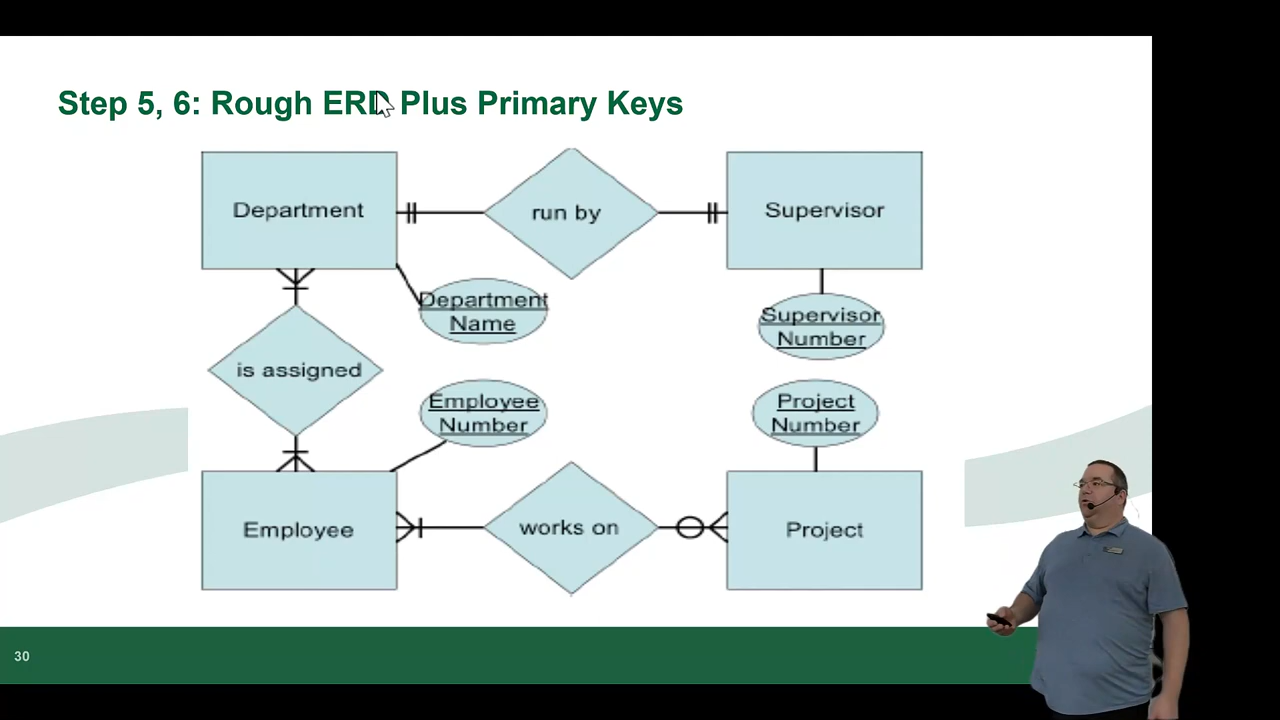 Step 5, 6: Rough ERD Plus Primary Keys
Department
run by
Supervisor
Department
Name
Supervisor
Number
is assigned
Employee
Number
Project
Number
Employee
works on
Project
30